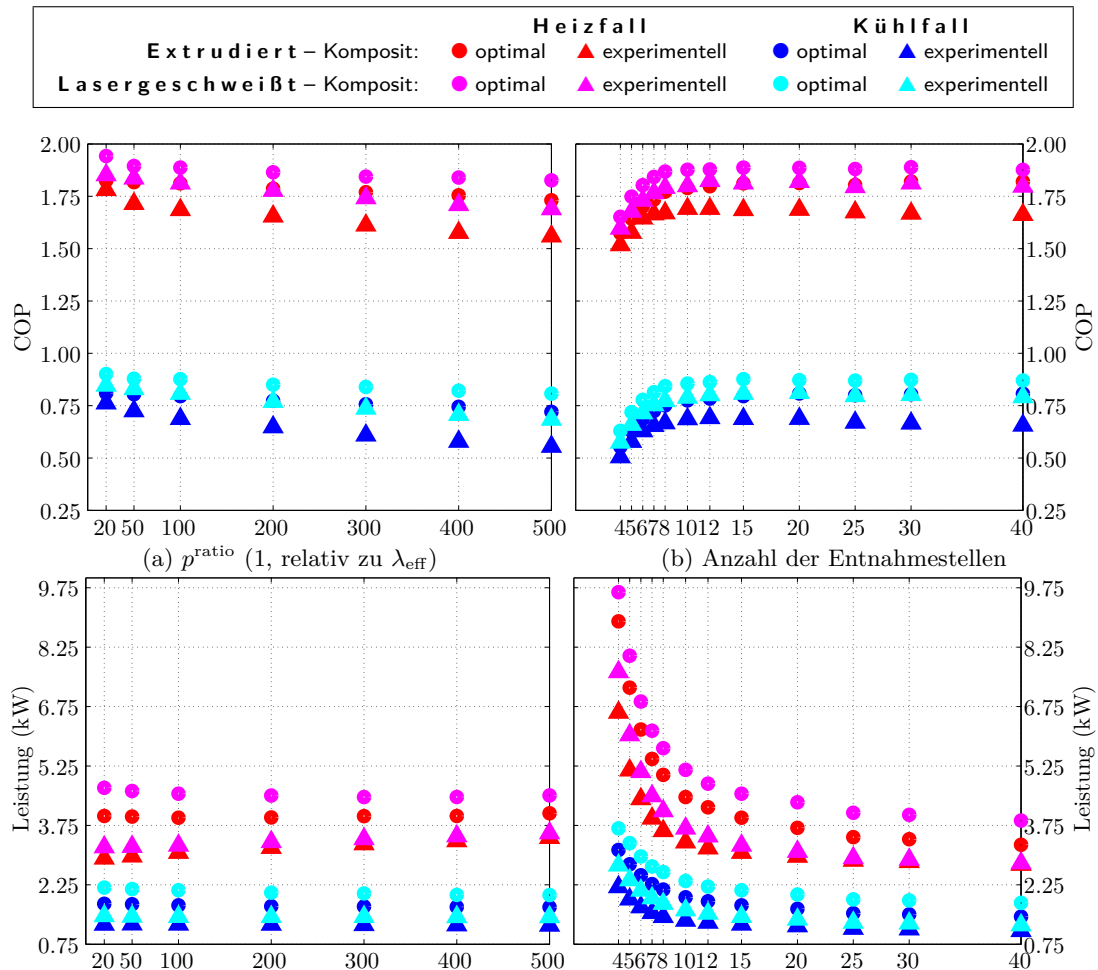 Heizfall Kühlfall
Extrudiert – Komposit: optimal experimentell optimal experimentell
Lasergeschweißt – Komposit: optimal experimentell optimal experimentell
2.00 2.00
1.75 1.75
1.50 1.50
1.25 1.25
1.00 1.00
0.75 0.75
0.50 0.50
0.25 0.25
COP COP
20 50 100 200 300 400 500 4 5 6 7 8 10 12 15 20 25 30 40
(a) p^ratio (1, relativ zu λ_eff) (b) Anzahl der Entnahmestellen
9.75 9.75
8.25 8.25
6.75 6.75
5.25 5.25
3.75 3.75
2.25 2.25
0.75 0.75
Leistung (kW) Leistung (kW)
20 50 100 200 300 400 500 4 5 6 7 8 10 12 15 20 25 30 40